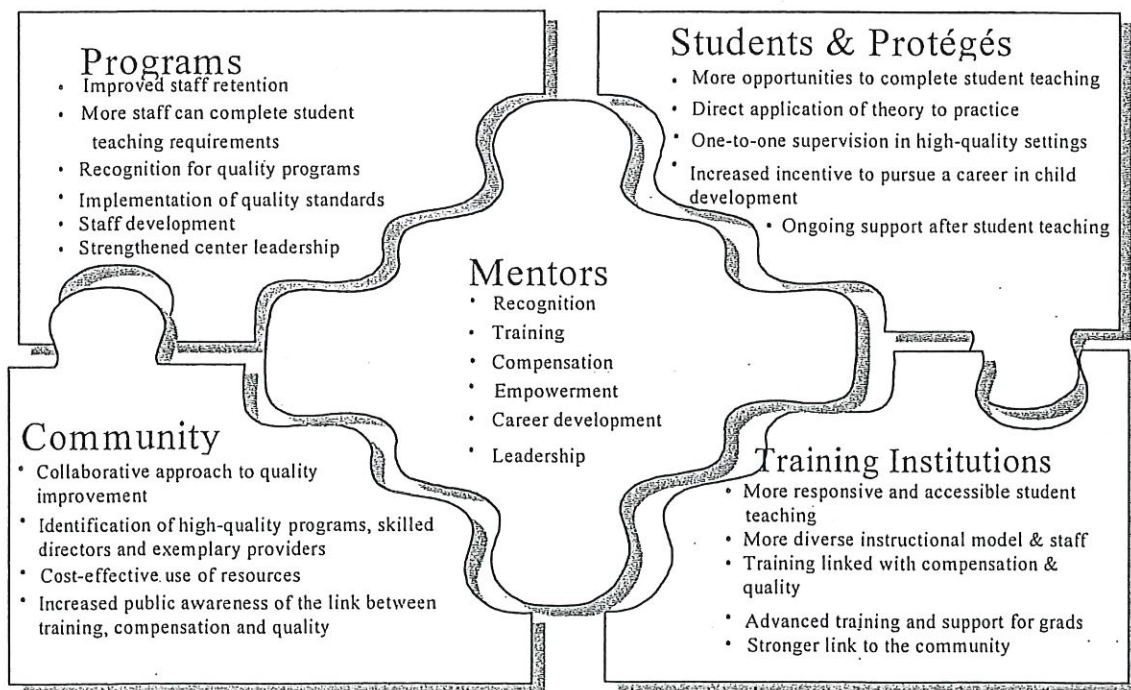 Programs
• Improved staff retention
• More staff can complete student
teaching requirements
• Recognition for quality programs
• Implementation of quality standards
• Staff development
• Strengthened center leadership
Students & Protégés
• More opportunities to complete student teaching
• Direct application of theory to practice
• One-to-one supervision in high-quality settings
• Increased incentive to pursue a career in child
development
• Ongoing support after student teaching
Mentors
• Recognition
• Training
• Compensation
• Empowerment
• Career development
• Leadership
Community
• Collaborative approach to quality
improvement
• Identification of high-quality programs, skilled
directors and exemplary providers
• Cost-effective use of resources
• Increased public awareness of the link between
training, compensation and quality
Training Institutions
• More responsive and accessible student
teaching
• More diverse instructional model & staff
• Training linked with compensation &
quality
• Advanced training and support for grads
• Stronger link to the community